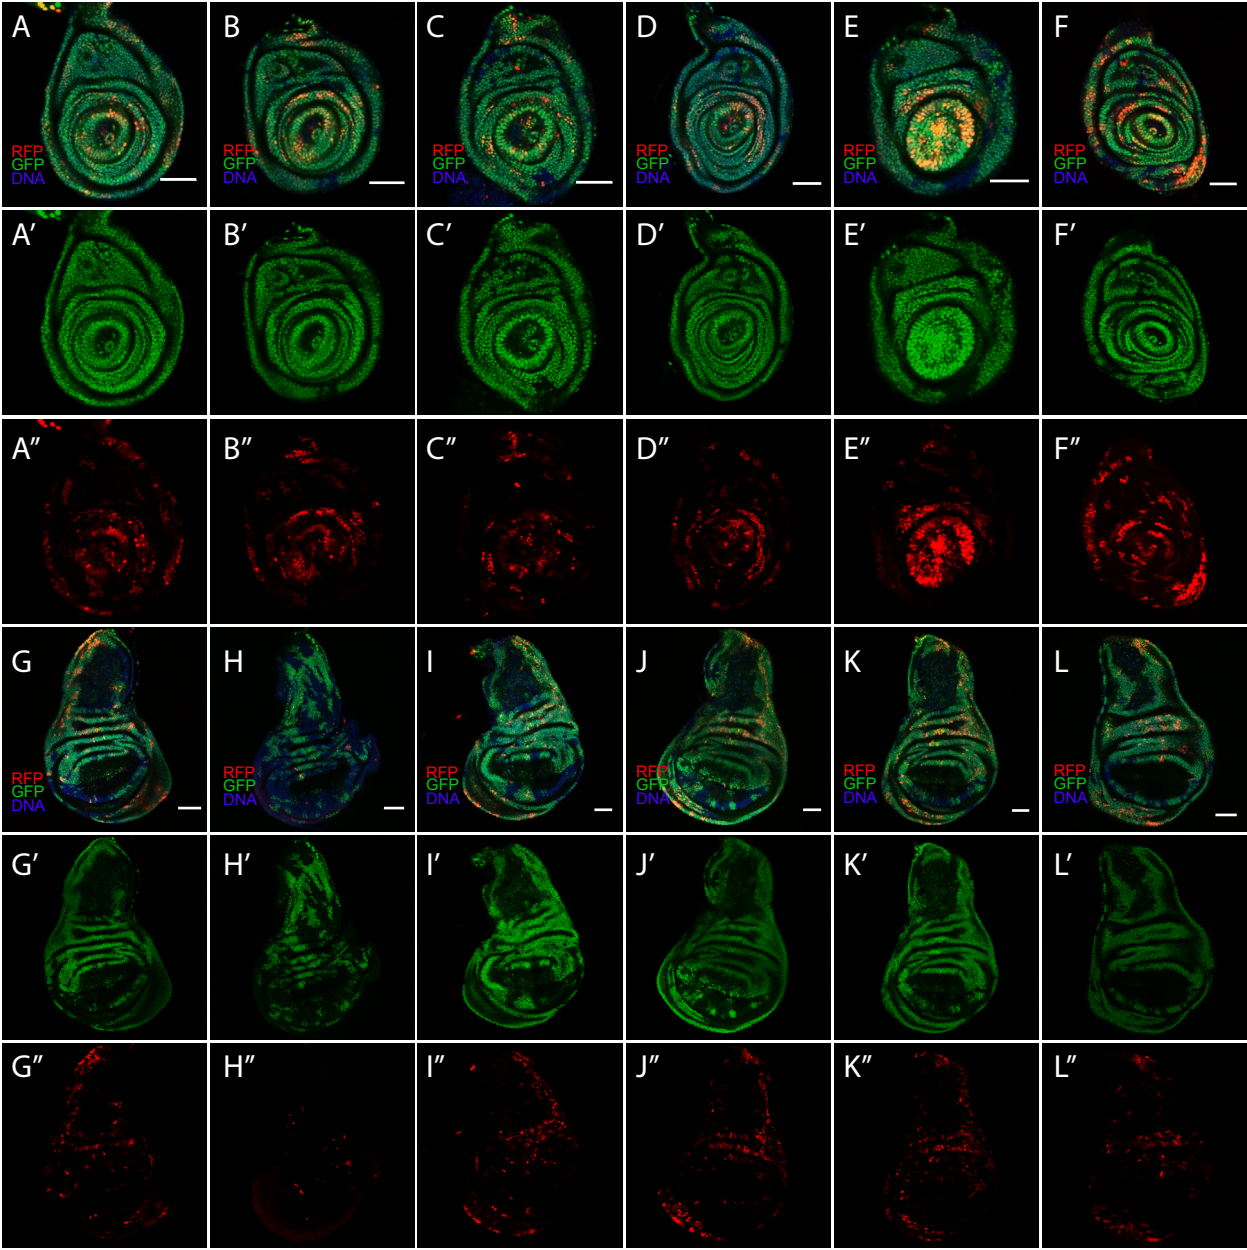 A
RFP
GFP
DNA
B
RFP
GFP
DNA
C
RFP
GFP
DNA
D
RFP
GFP
DNA
E
RFP
GFP
DNA
F
RFP
GFP
DNA
A′
B′
C′
D′
E′
F′
A″
B″
C″
D″
E″
F″
G
RFP
GFP
DNA
H
RFP
GFP
DNA
I
RFP
GFP
DNA
J
RFP
GFP
DNA
K
RFP
GFP
DNA
L
RFP
GFP
DNA
G′
H′
I′
J′
K′
L′
G″
H″
I″
J″
K″
L″